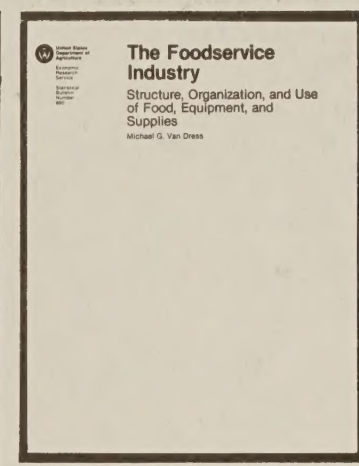 United States
Department of
Agriculture
Economic
Research
Service
Statistical
Bulletin
Number
The Foodservice
Industry
Structure, Organization, and Use
of Food, Equipment, and
Supplies
Michael G. Van Dress